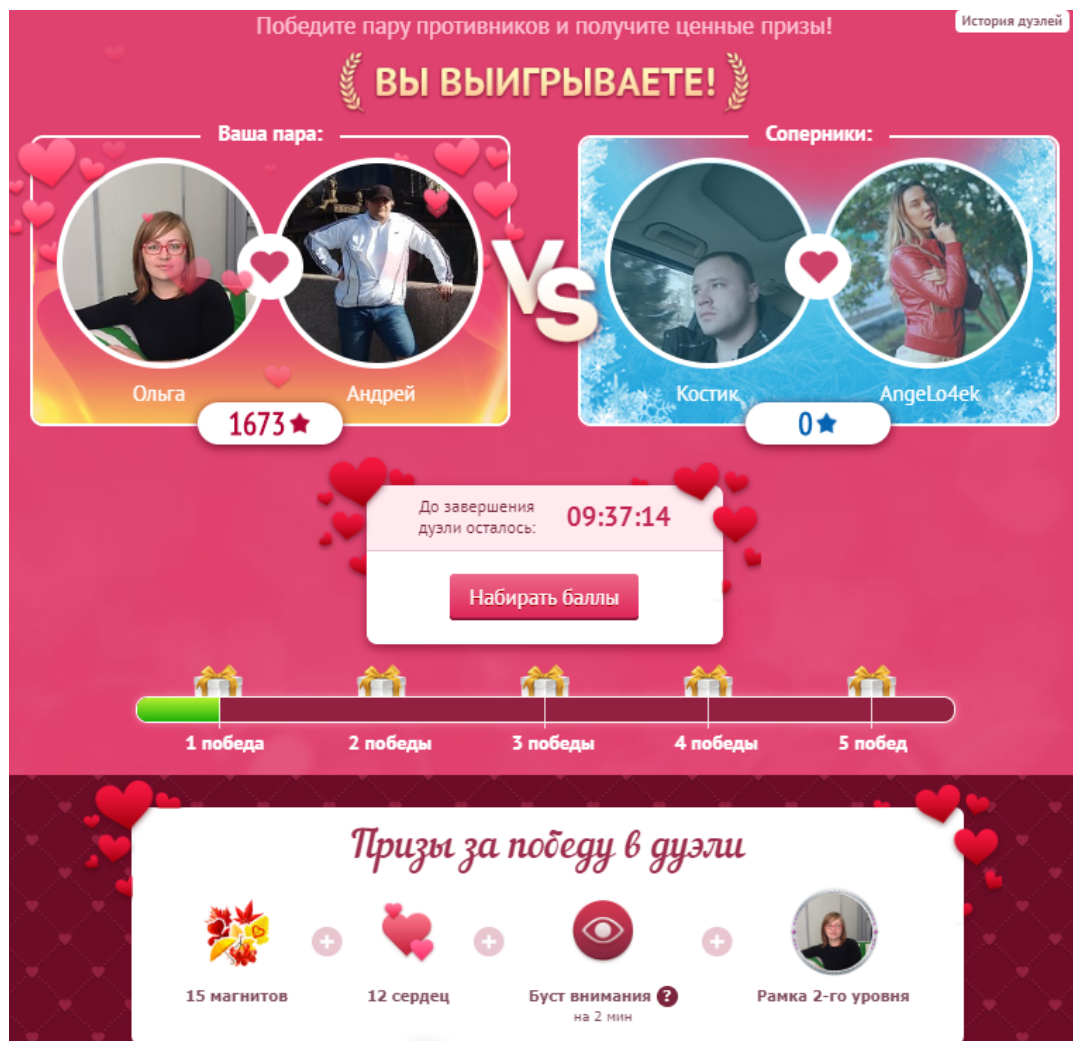 Победите пару противников и получите ценные призы!
История дуэлей
ВЫ ВЫИГРЫВАЕТЕ!
Ваша пара:
Соперники:
VS
Ольга
Андрей
Костик
AngeLo4ek
1673
0
До завершения
дуэли осталось:
09:37:14
Набирать баллы
1 победа
2 победы
3 победы
4 победы
5 побед
Призы за победу в дуэли
15 магнитов
12 сердец
Буст внимания ?
на 2 мин
Рамка 2-го уровня